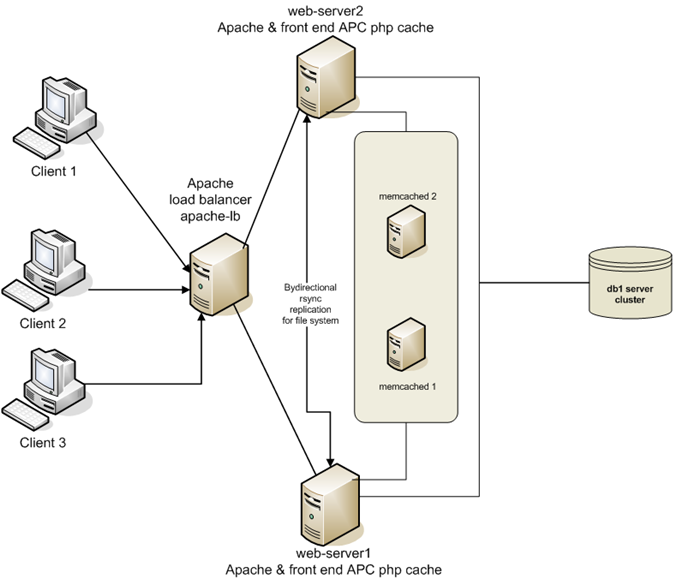 web-server2
Apache & front end APC php cache
Client 1
Apache
load balancer
apache-lb
memcached 2
Client 2
Bydirectional
rsync
replication
for file system
db1 server
cluster
memcached 1
Client 3
web-server1
Apache & front end APC php cache